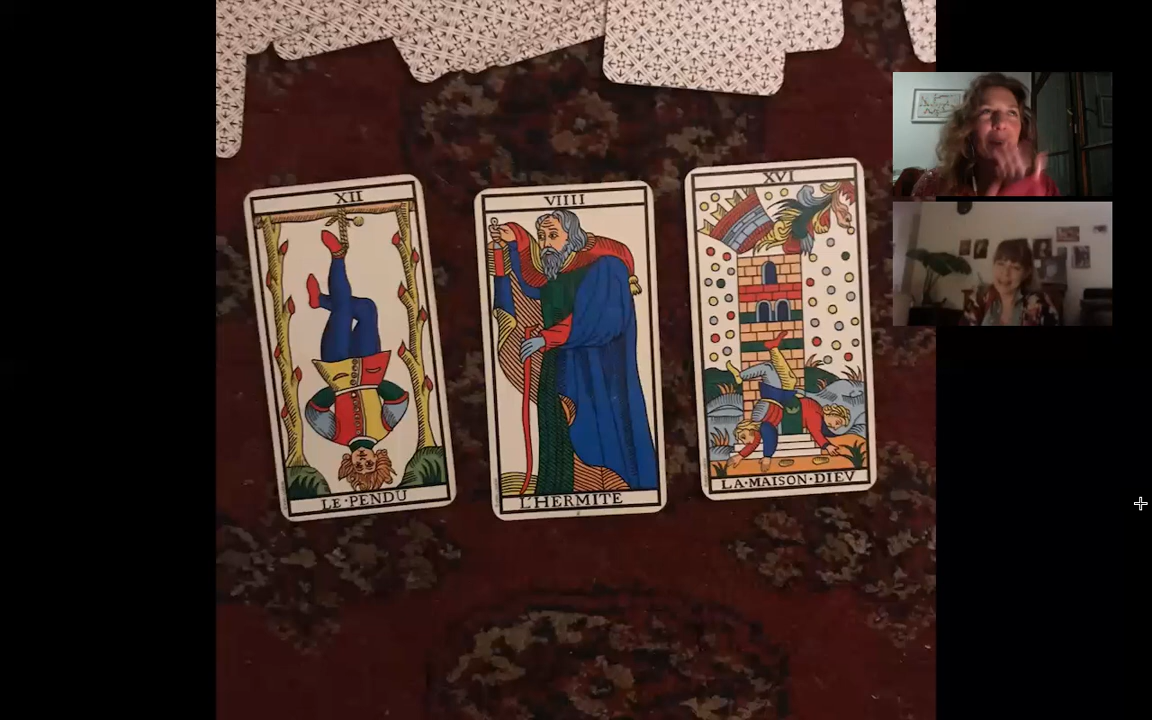 XII
LE·PENDU
VIIII
L'HERMITE
XVI
LA·MAISON·DIEV